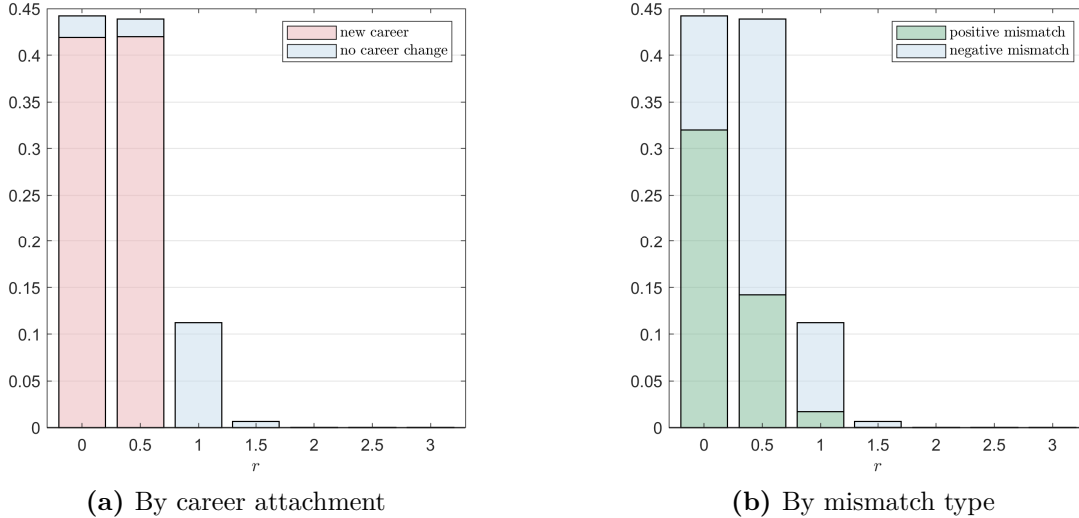 0.45
0.4
0.35
0.3
0.25
0.2
0.15
0.1
0.05
0
new career
no career change
0 0.5 1 1.5 2 2.5 3
r
(a) By career attachment
0.45
0.4
0.35
0.3
0.25
0.2
0.15
0.1
0.05
0
positive mismatch
negative mismatch
0 0.5 1 1.5 2 2.5 3
r
(b) By mismatch type